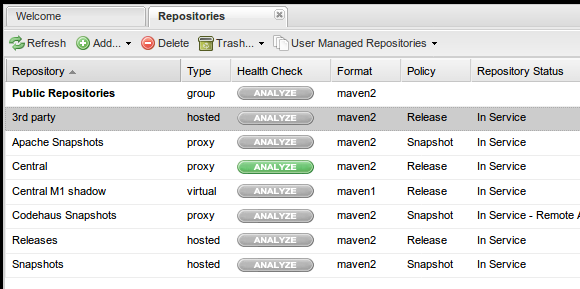 Welcome Repositories
Refresh Add... Delete Trash... User Managed Repositories
Repository Type Health Check Format Policy Repository Status
Public Repositories group ANALYZE maven2
3rd party hosted ANALYZE maven2 Release In Service
Apache Snapshots proxy ANALYZE maven2 Snapshot In Service
Central proxy ANALYZE maven2 Release In Service
Central M1 shadow virtual ANALYZE maven1 Release In Service
Codehaus Snapshots proxy ANALYZE maven2 Snapshot In Service - Remote A
Releases hosted ANALYZE maven2 Release In Service
Snapshots hosted ANALYZE maven2 Snapshot In Service